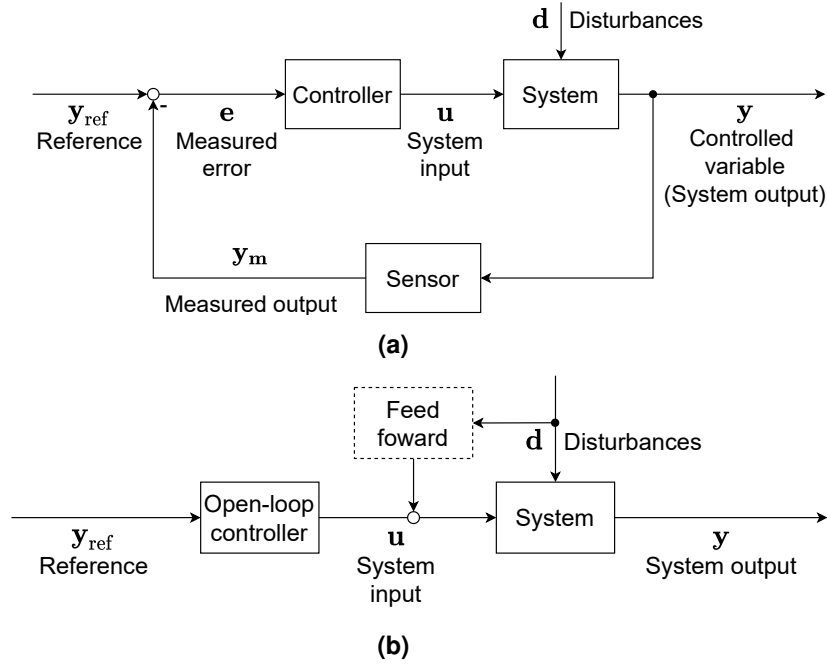 d Disturbances
Controller
System
y_ref
Reference
-
e
Measured
error
u
System
input
y
Controlled
variable
(System output)
y_m
Measured output
Sensor
(a)
Feed
foward
d Disturbances
Open-loop
controller
System
y_ref
Reference
u
System
input
y
System output
(b)